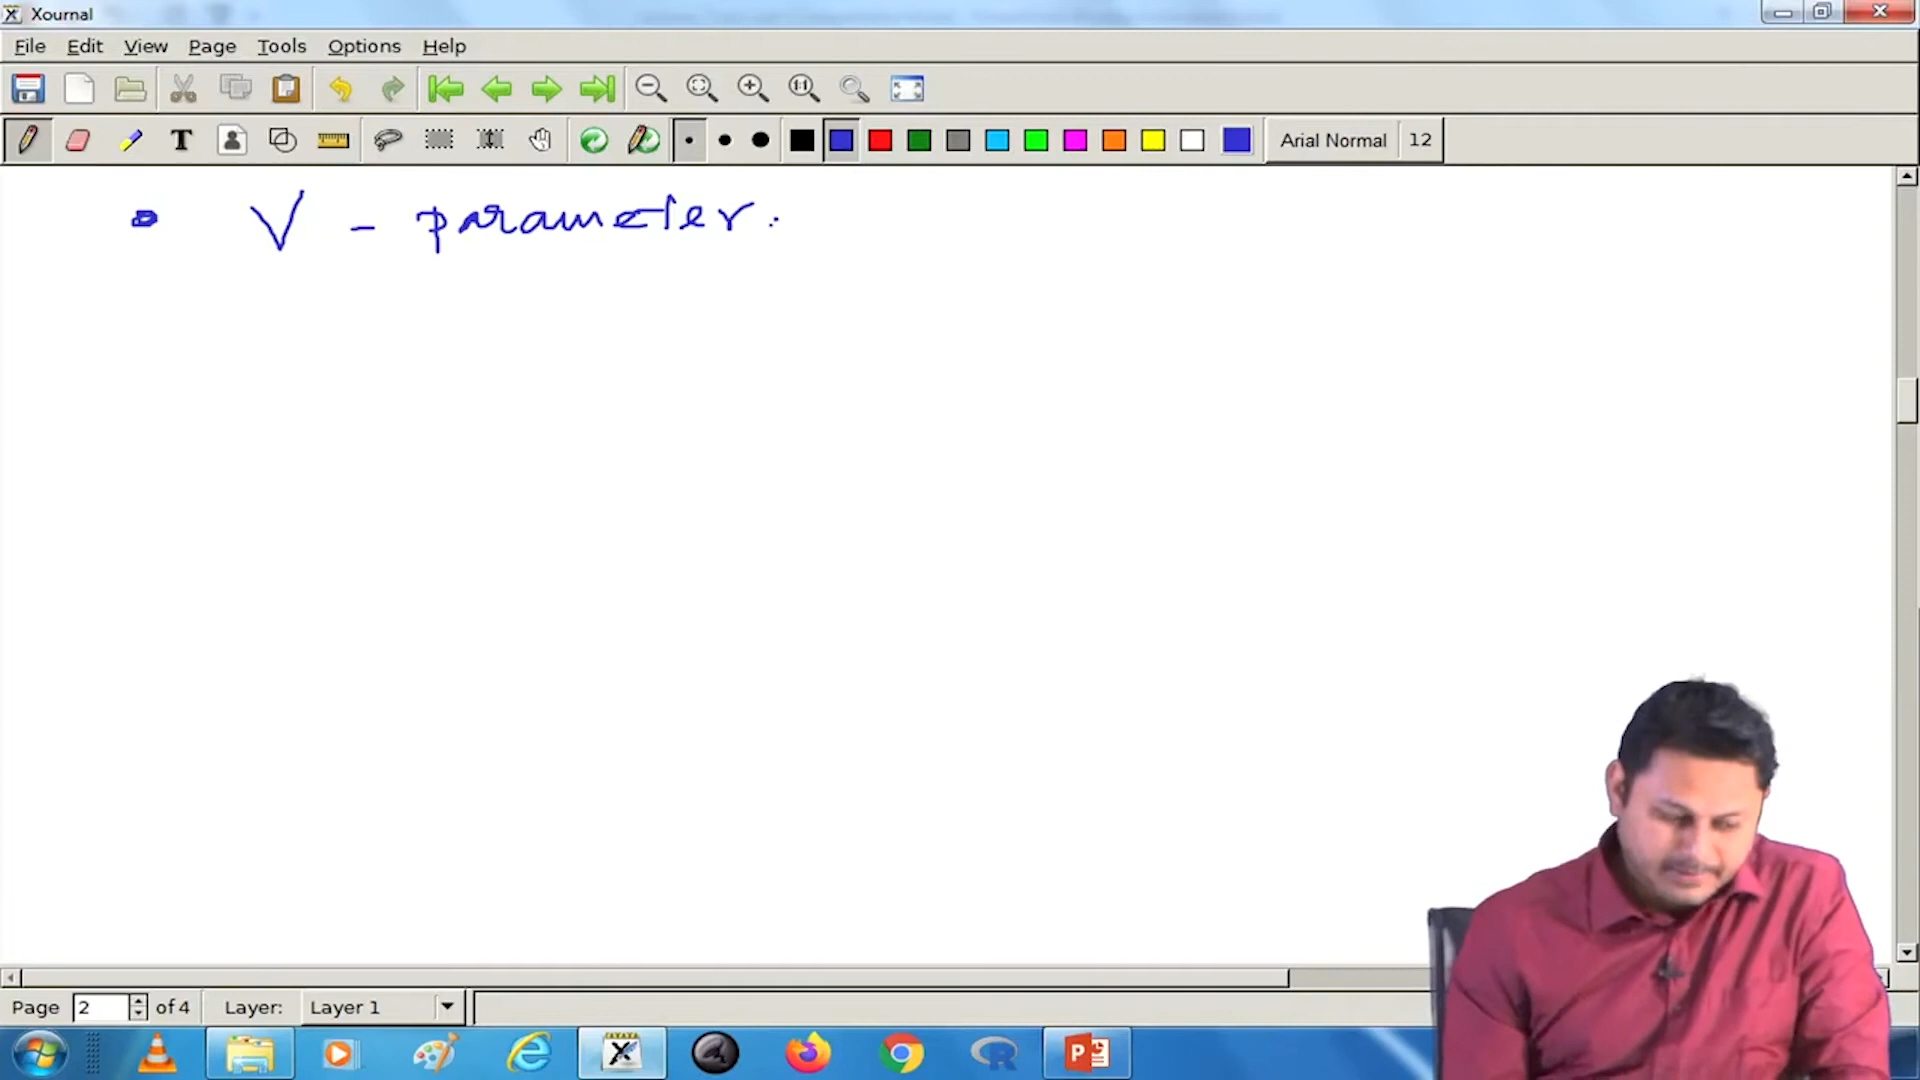 Xournal
File Edit View Page Tools Options Help
T Arial Normal 12
V - parameter.
Page 2 of 4 Layer: Layer 1